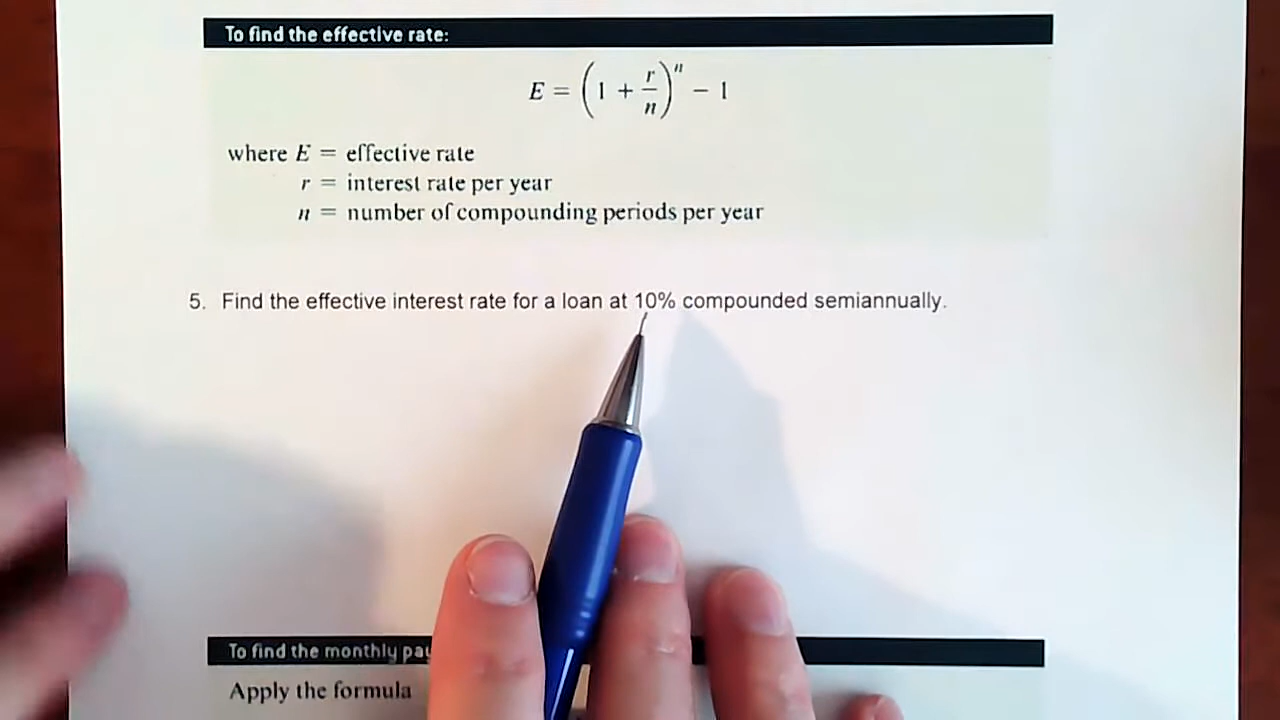 To find the effective rate:
E = (1 + r/n)^n − 1
where E = effective rate
r = interest rate per year
n = number of compounding periods per year
5. Find the effective interest rate for a loan at 10% compounded semiannually.
To find the monthly
Apply the formula